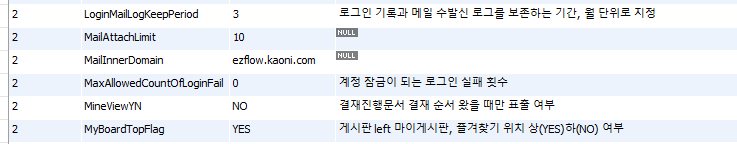 2 LoginMailLogKeepPeriod 3 로그인 기록과 메일 수발신 로그를 보존하는 기간, 월 단위로 지정
2 MailAttachLimit 10 NULL
2 MailInnerDomain ezflow.kaoni.com NULL
2 MaxAllowedCountOfLoginFail 0 계정 잠금이 되는 로그인 실패 횟수
2 MineViewYN NO 결재진행문서 결재 순서 왔을 때만 표출 여부
2 MyBoardTopFlag YES 게시판 left 마이게시판, 즐겨찾기 위치 상(YES)하(NO) 여부